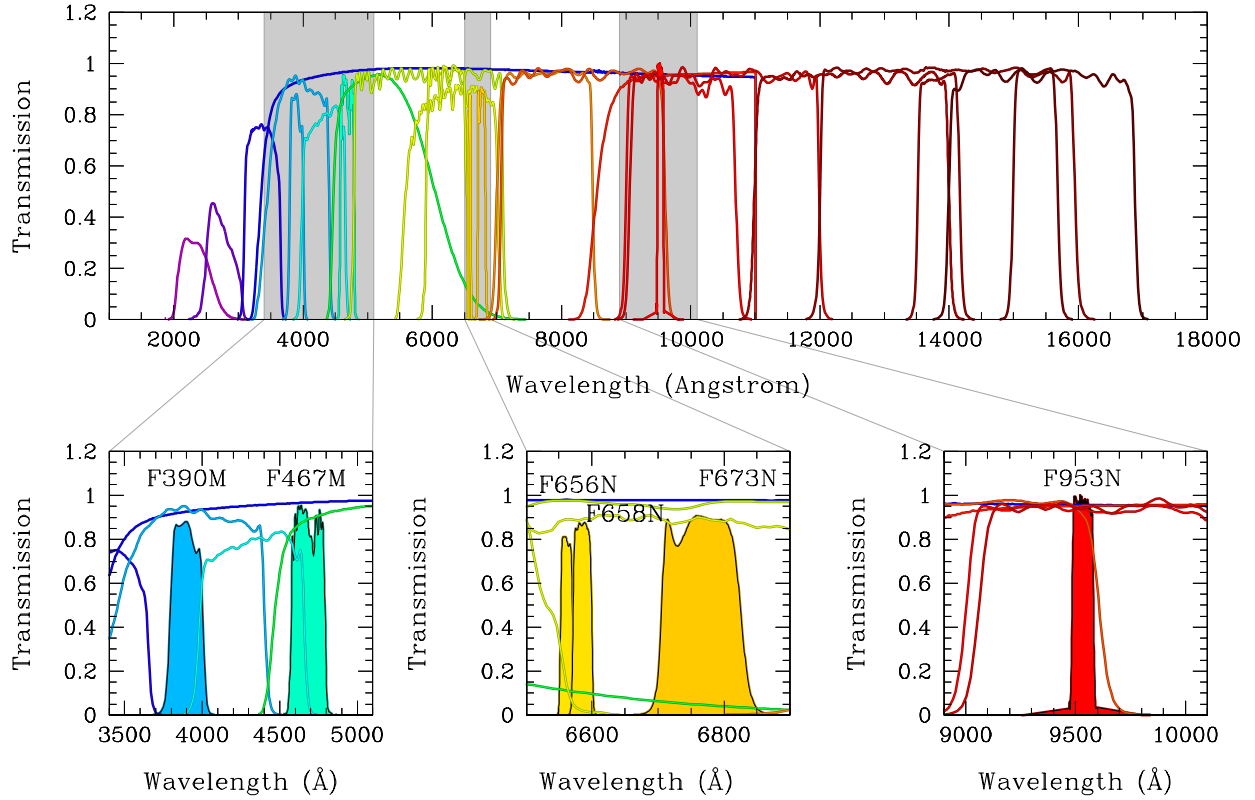 1.2
1
0.8
0.6
0.4
0.2
0
Transmission
2000 4000 6000 8000 10000 12000 14000 16000 18000
Wavelength (Angstrom)
1.2
1
0.8
0.6
0.4
0.2
0
Transmission
F390M F467M
3500 4000 4500 5000
Wavelength (Å)
1.2
1
0.8
0.6
0.4
0.2
0
Transmission
F656N F673N
F658N
6600 6800
Wavelength (Å)
1.2
1
0.8
0.6
0.4
0.2
0
Transmission
F953N
9000 9500 10000
Wavelength (Å)